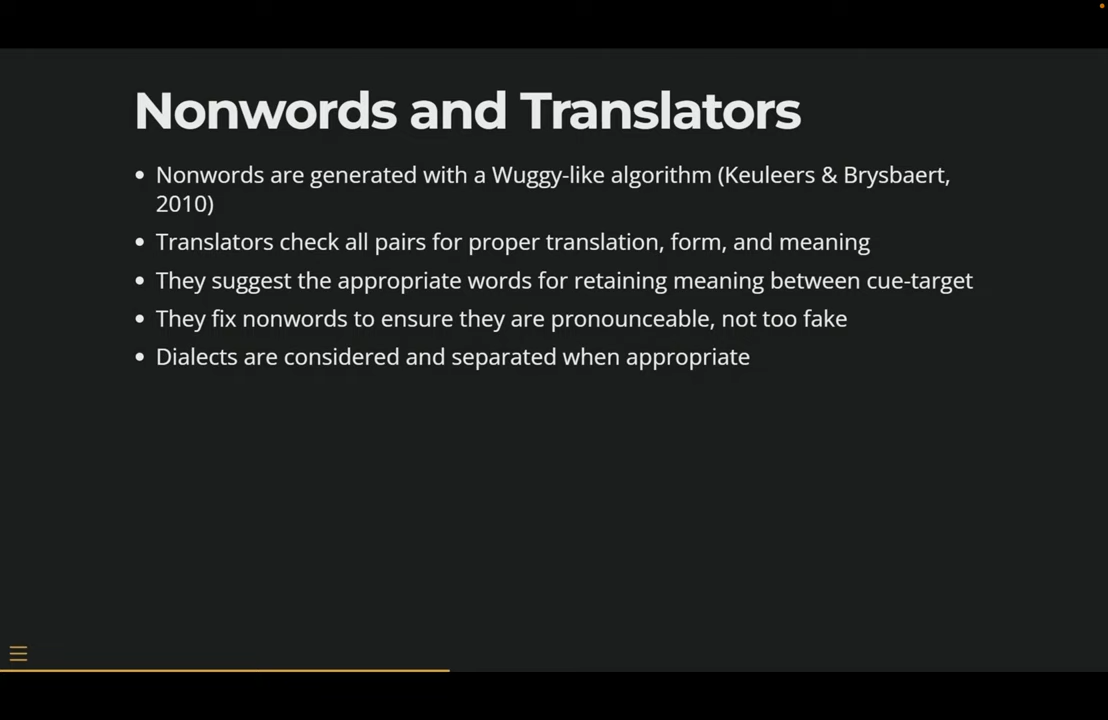 Nonwords and Translators
• Nonwords are generated with a Wuggy-like algorithm (Keuleers & Brysbaert,
2010)
• Translators check all pairs for proper translation, form, and meaning
• They suggest the appropriate words for retaining meaning between cue-target
• They fix nonwords to ensure they are pronounceable, not too fake
• Dialects are considered and separated when appropriate